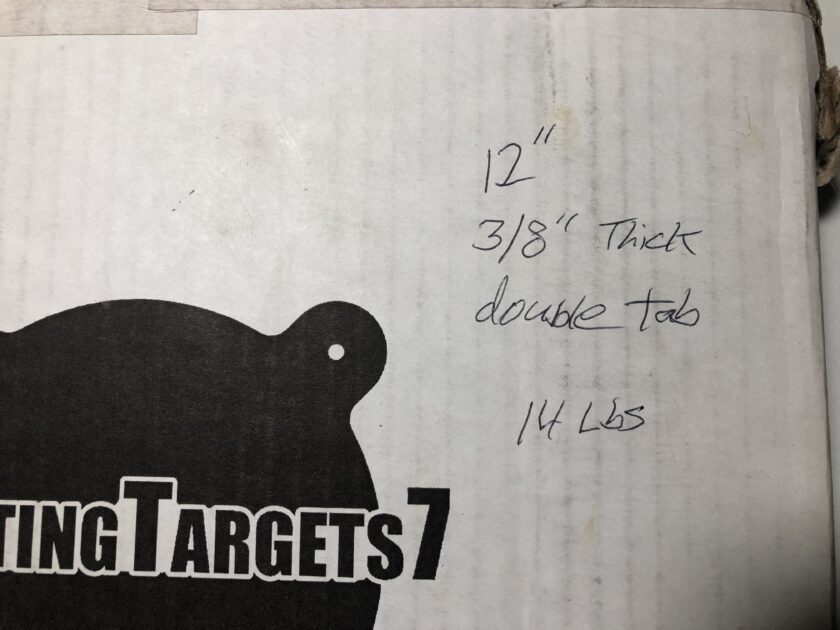 12"
3/8" Thick
double tab
14 Lbs
TINGTARGETS7